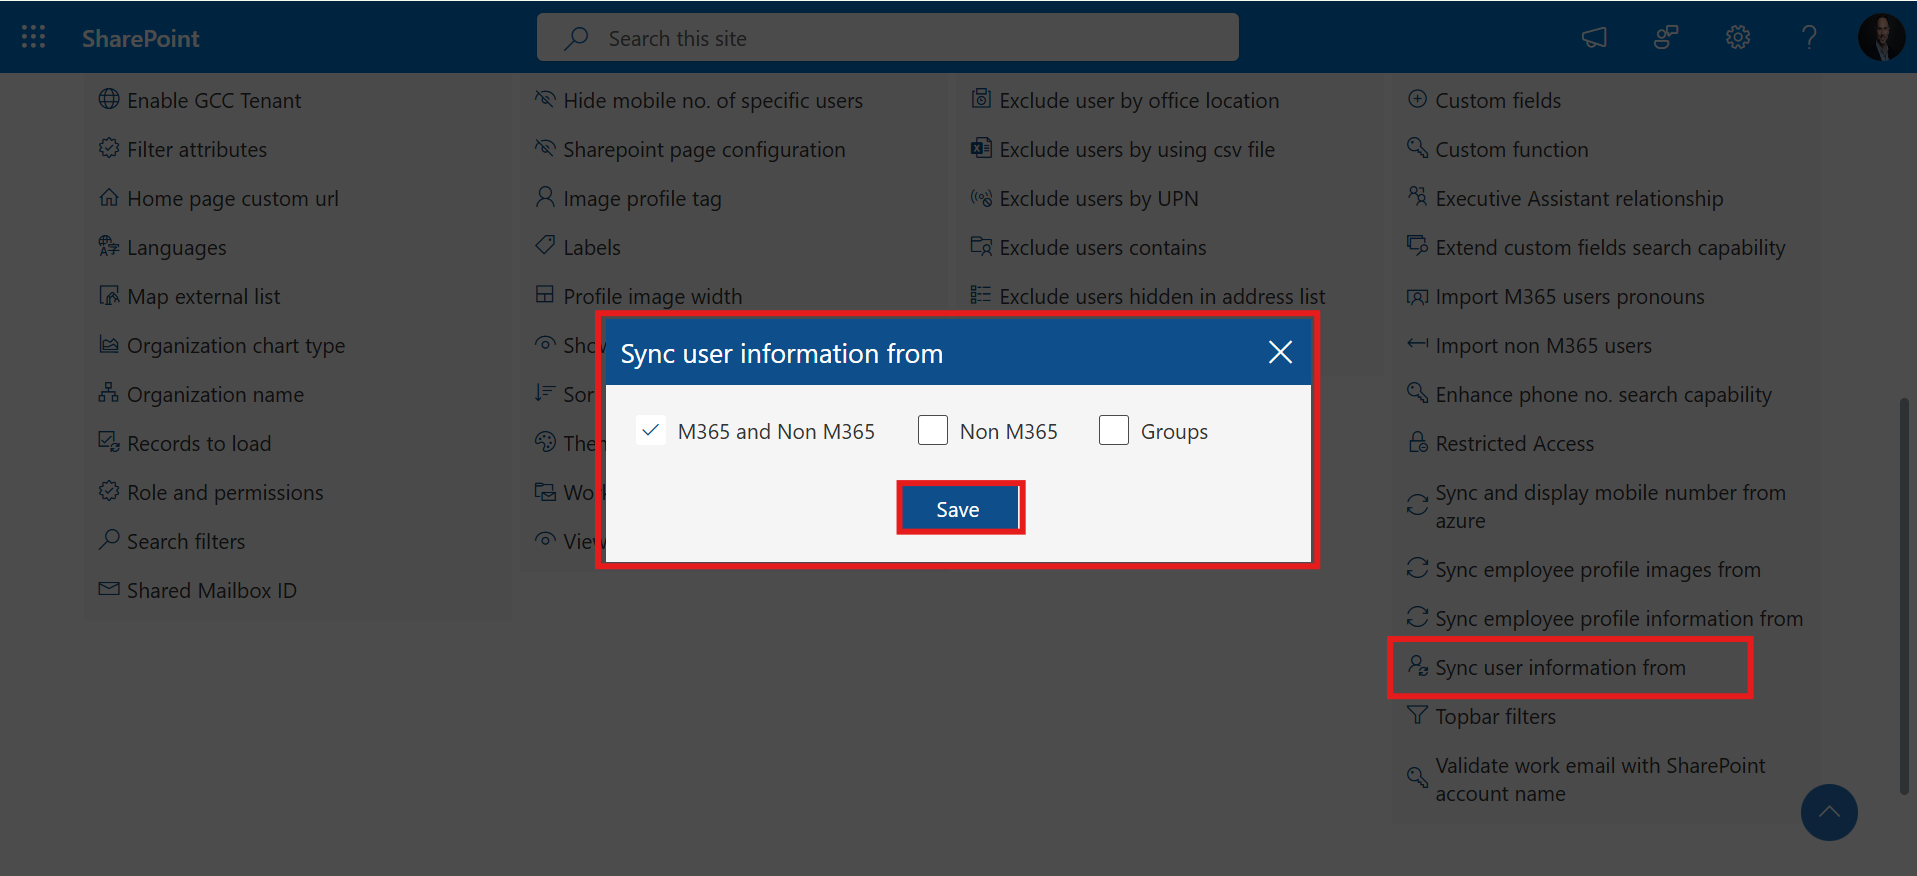 SharePoint
Search this site
Enable GCC Tenant
Filter attributes
Home page custom url
Languages
Map external list
Organization chart type
Organization name
Records to load
Role and permissions
Search filters
Shared Mailbox ID
Hide mobile no. of specific users
Sharepoint page configuration
Image profile tag
Labels
Profile image width
Exclude user by office location
Exclude users by using csv file
Exclude users by UPN
Exclude users contains
Exclude users hidden in address list
Custom fields
Custom function
Executive Assistant relationship
Extend custom fields search capability
Import M365 users pronouns
Import non M365 users
Enhance phone no. search capability
Restricted Access
Sync and display mobile number from
azure
Sync employee profile images from
Sync employee profile information from
Sync user information from
Topbar filters
Validate work email with SharePoint
account name
Sync user information from
M365 and Non M365
Non M365
Groups
Save